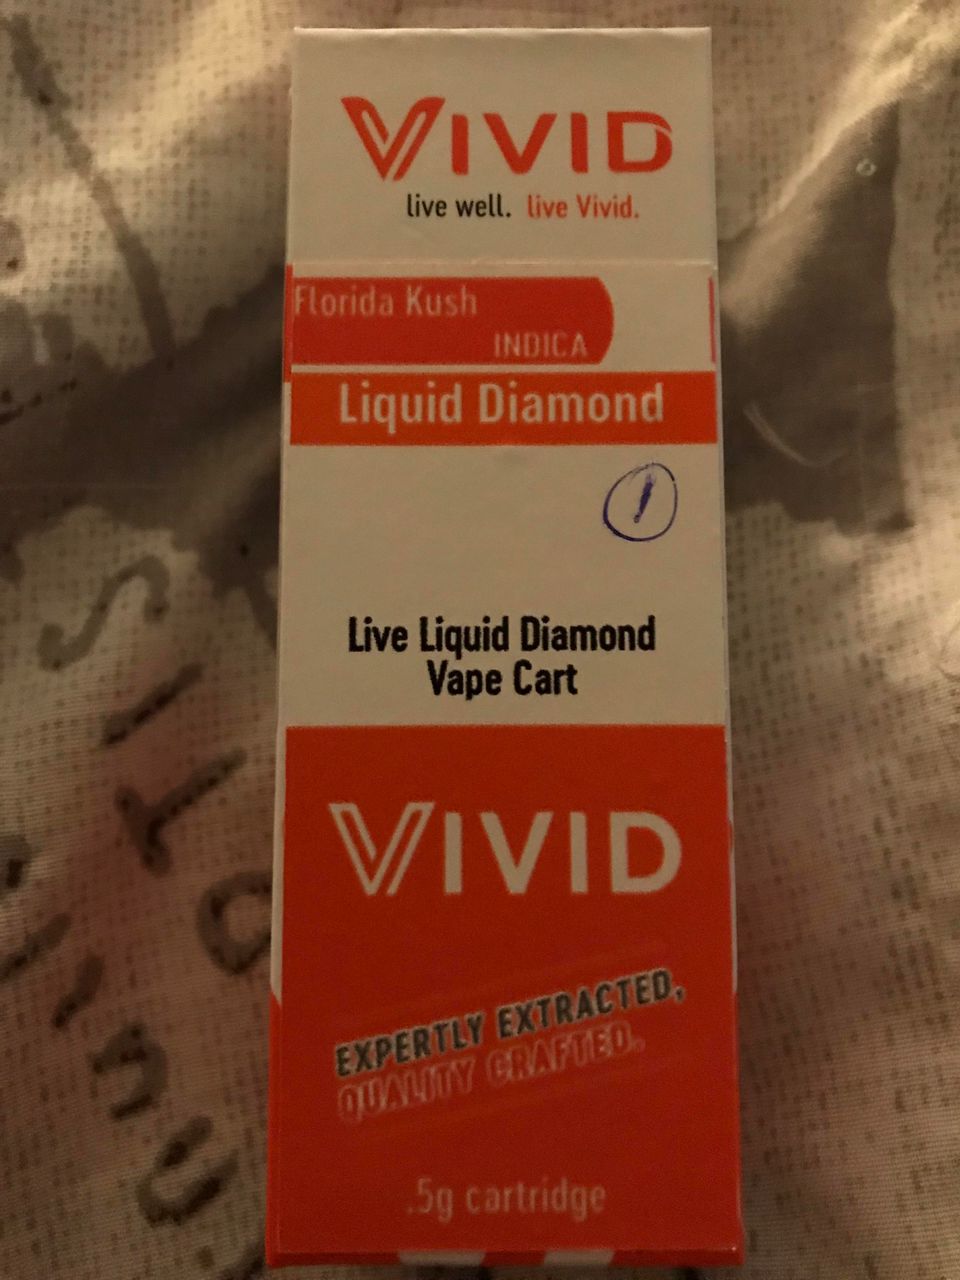 VIVID
live well. live Vivid.
Florida Kush
INDICA
Liquid Diamond
1
Live Liquid Diamond
Vape Cart
VIVID
EXPERTLY EXTRACTED,
QUALITY CRAFTED.
.5g cartridge